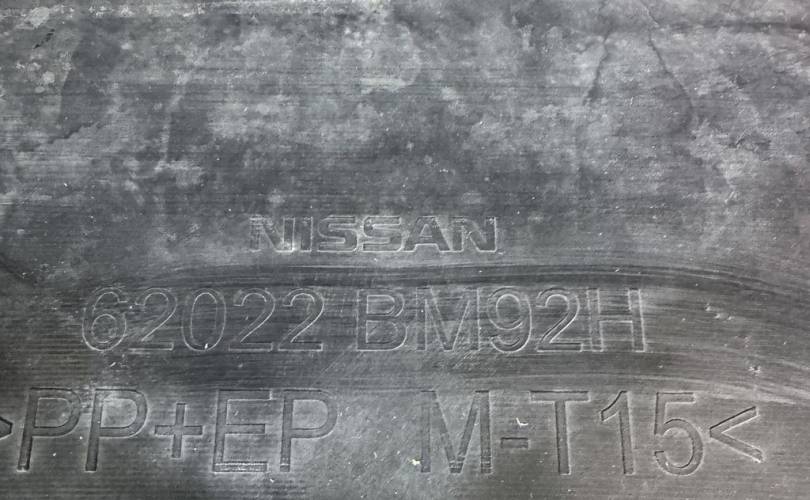 NISSAN
62022 BM92H
>PP+EP M-T15<